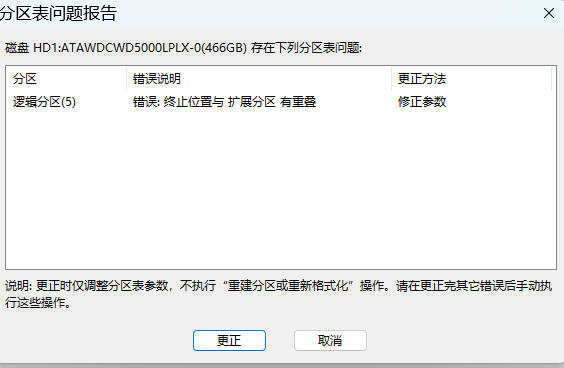 分区表问题报告
磁盘 HD1:ATAWDCWD5000LPLX-0(466GB) 存在下列分区表问题:
分区 错误说明 更正方法
逻辑分区(5) 错误: 终止位置与 扩展分区 有重叠 修正参数
说明: 更正时仅调整分区表参数，不执行“重建分区或重新格式化”操作。请在更正完其它错误后手动执
行这些操作。
更正 取消